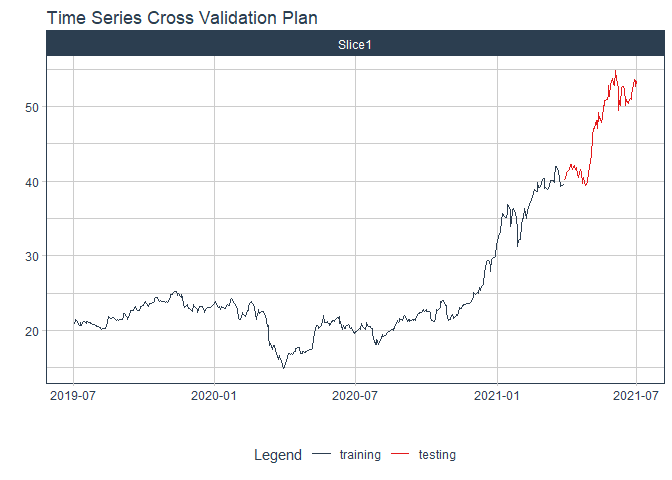 Time Series Cross Validation Plan
Slice1
50
40
30
20
2019-07 2020-01 2020-07 2021-01 2021-07
Legend training testing